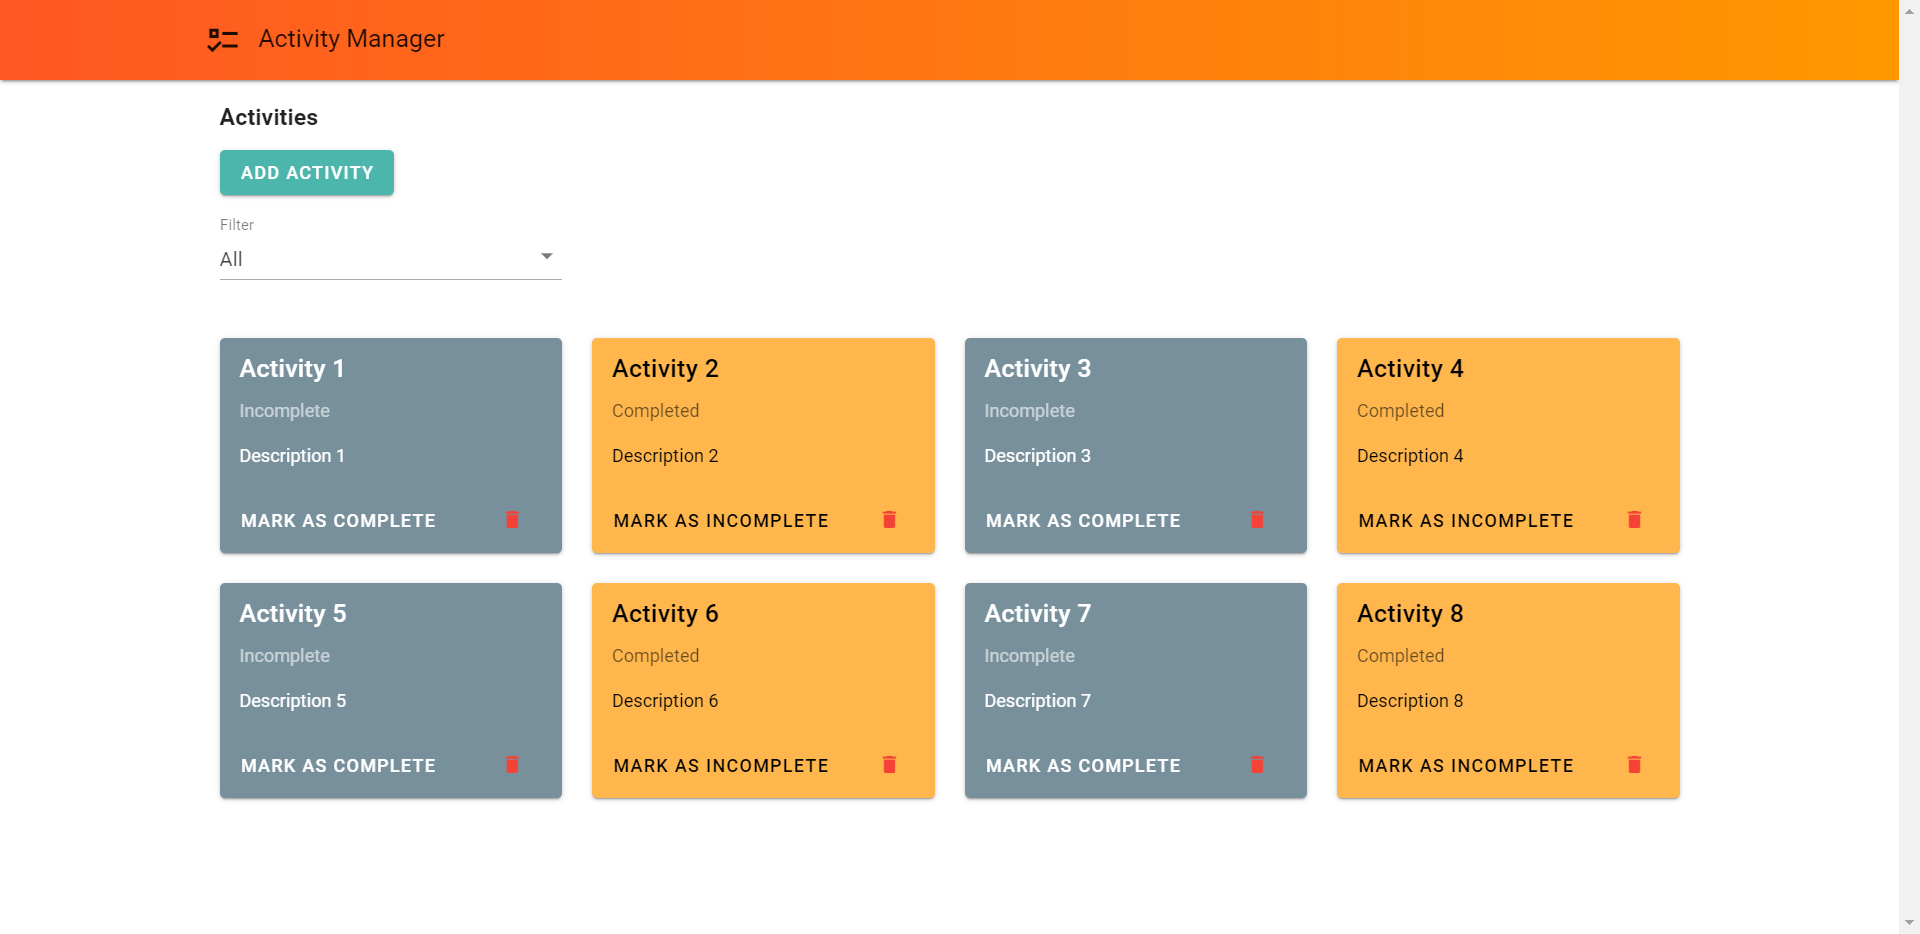 Activity Manager
Activities
ADD ACTIVITY
Filter
All
Activity 1
Incomplete
Description 1
MARK AS COMPLETE
Activity 2
Completed
Description 2
MARK AS INCOMPLETE
Activity 3
Incomplete
Description 3
MARK AS COMPLETE
Activity 4
Completed
Description 4
MARK AS INCOMPLETE
Activity 5
Incomplete
Description 5
MARK AS COMPLETE
Activity 6
Completed
Description 6
MARK AS INCOMPLETE
Activity 7
Incomplete
Description 7
MARK AS COMPLETE
Activity 8
Completed
Description 8
MARK AS INCOMPLETE